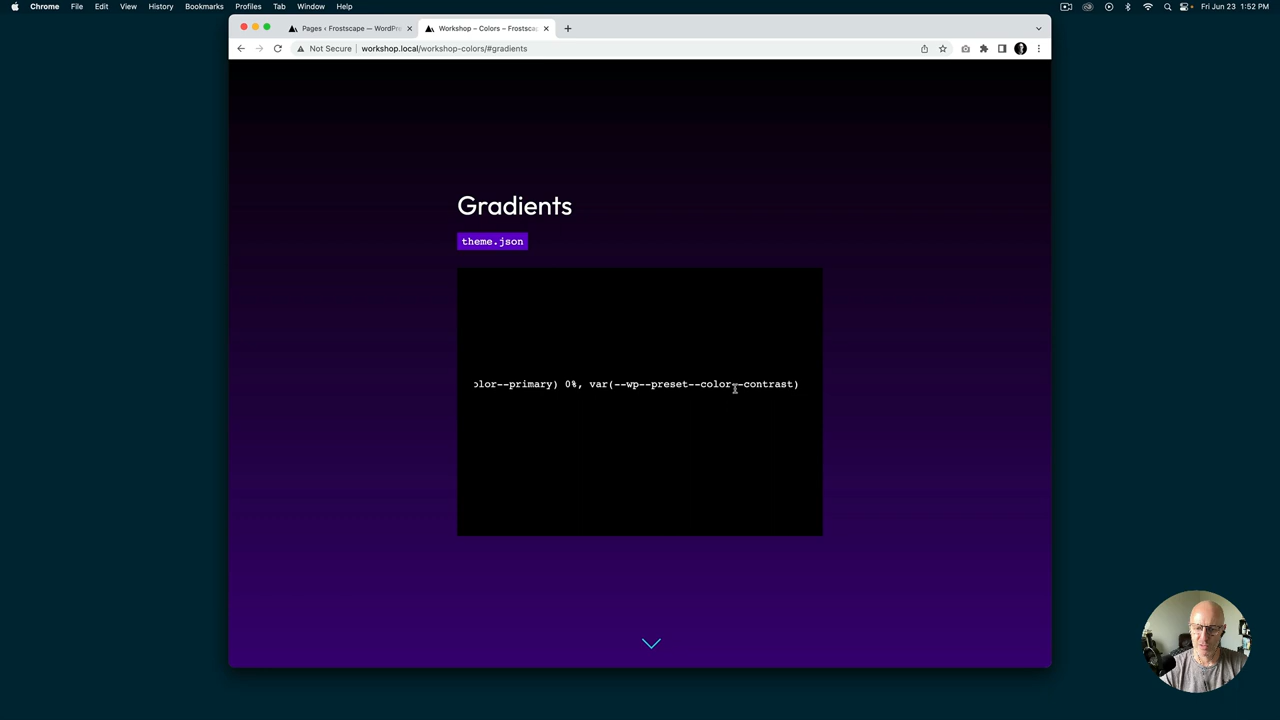 Chrome File Edit View History Bookmarks Profiles Tab Window Help
Fri Jun 23 1:52 PM
Pages ‹ Frostscape — WordPre
Workshop – Colors – Frostscap
Not Secure workshop.local/workshop-colors/#gradients
Gradients
theme.json
olor--primary) 0%, var(--wp--preset--color--contrast)